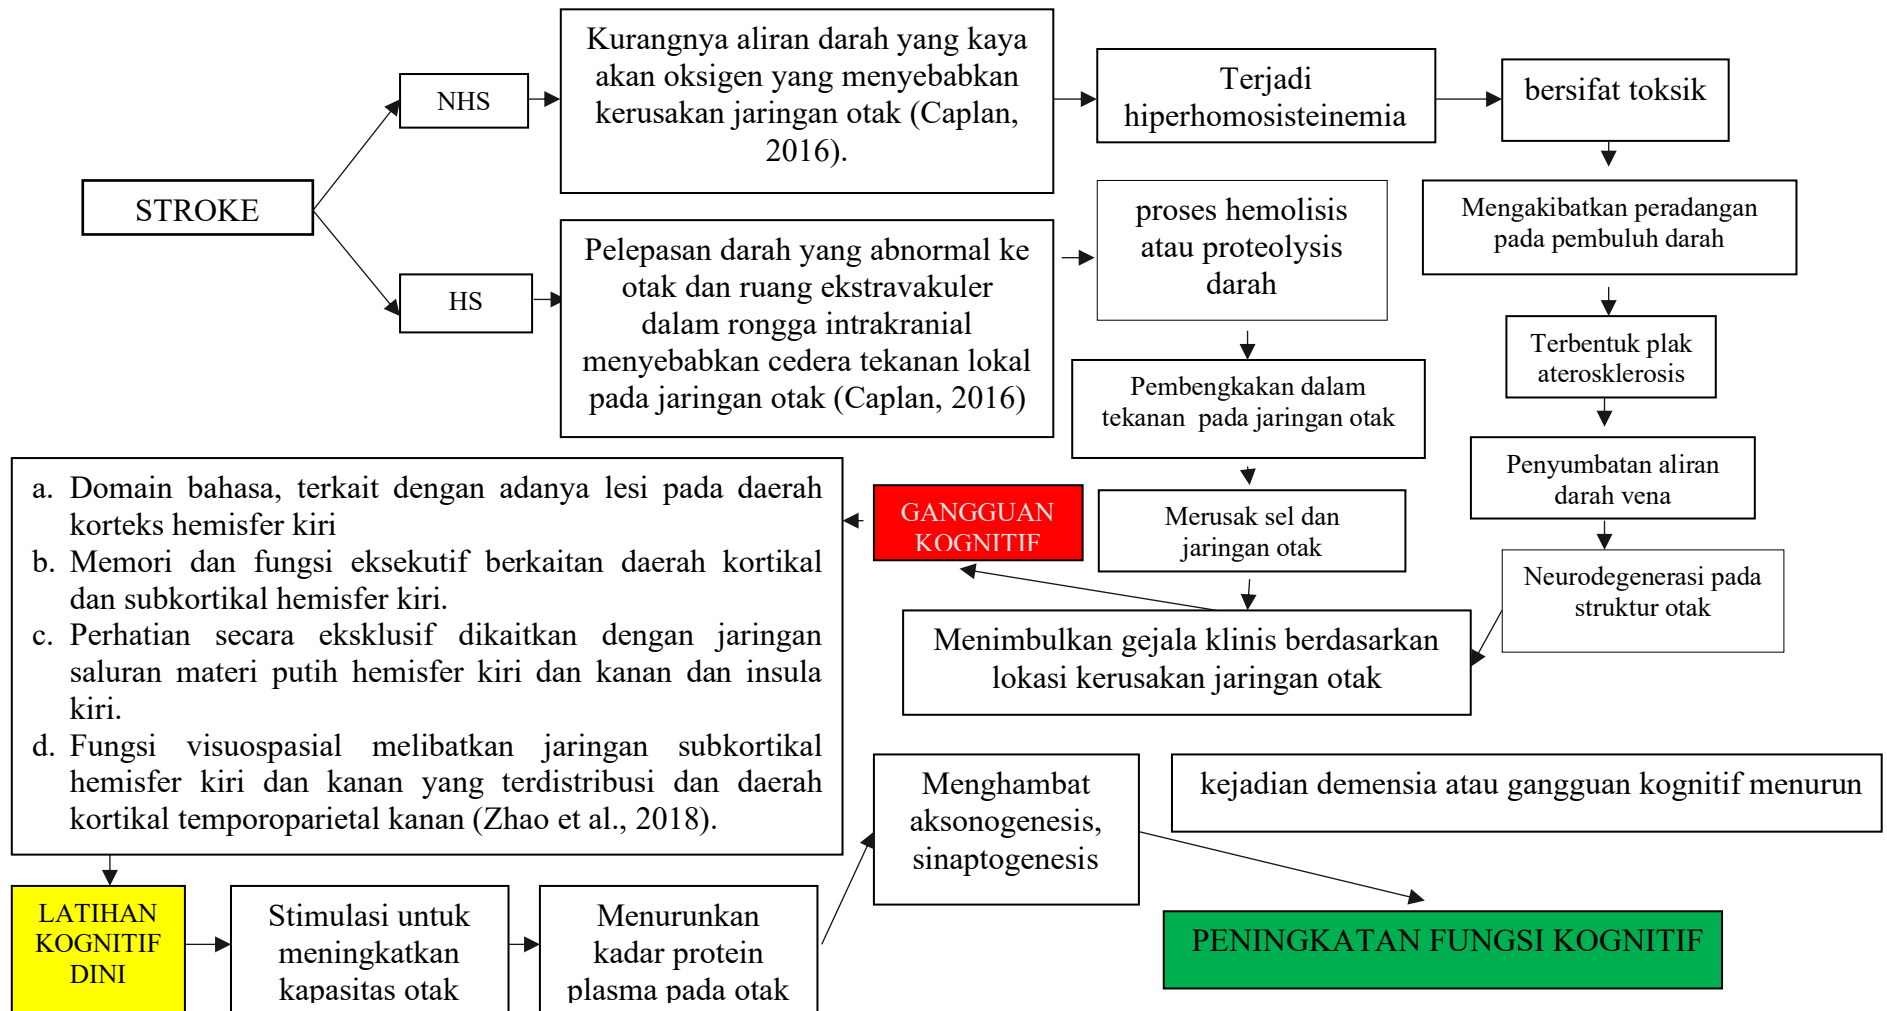 STROKE
NHS
Kurangnya aliran darah yang kaya
akan oksigen yang menyebabkan
kerusakan jaringan otak (Caplan,
2016).
Terjadi
hiperhomosisteinemia
bersifat toksik
Mengakibatkan peradangan
pada pembuluh darah
Terbentuk plak
aterosklerosis
Penyumbatan aliran
darah vena
Neurodegenerasi pada
struktur otak
HS
Pelepasan darah yang abnormal ke
otak dan ruang ekstravakuler
dalam rongga intrakranial
menyebabkan cedera tekanan lokal
pada jaringan otak (Caplan, 2016)
proses hemolisis
atau proteolysis
darah
Pembengkakan dalam
tekanan  pada jaringan otak
Merusak sel dan
jaringan otak
Menimbulkan gejala klinis berdasarkan
lokasi kerusakan jaringan otak
GANGGUAN
KOGNITIF
a. Domain bahasa, terkait dengan adanya lesi pada daerah
korteks hemisfer kiri
b. Memori dan fungsi eksekutif berkaitan daerah kortikal
dan subkortikal hemisfer kiri.
c. Perhatian secara eksklusif dikaitkan dengan jaringan
saluran materi putih hemisfer kiri dan kanan dan insula
kiri.
d. Fungsi visuospasial melibatkan jaringan subkortikal
hemisfer kiri dan kanan yang terdistribusi dan daerah
kortikal temporoparietal kanan (Zhao et al., 2018).
LATIHAN
KOGNITIF
DINI
Stimulasi untuk
meningkatkan
kapasitas otak
Menurunkan
kadar protein
plasma pada otak
Menghambat
aksonogenesis,
sinaptogenesis
kejadian demensia atau gangguan kognitif menurun
PENINGKATAN FUNGSI KOGNITIF